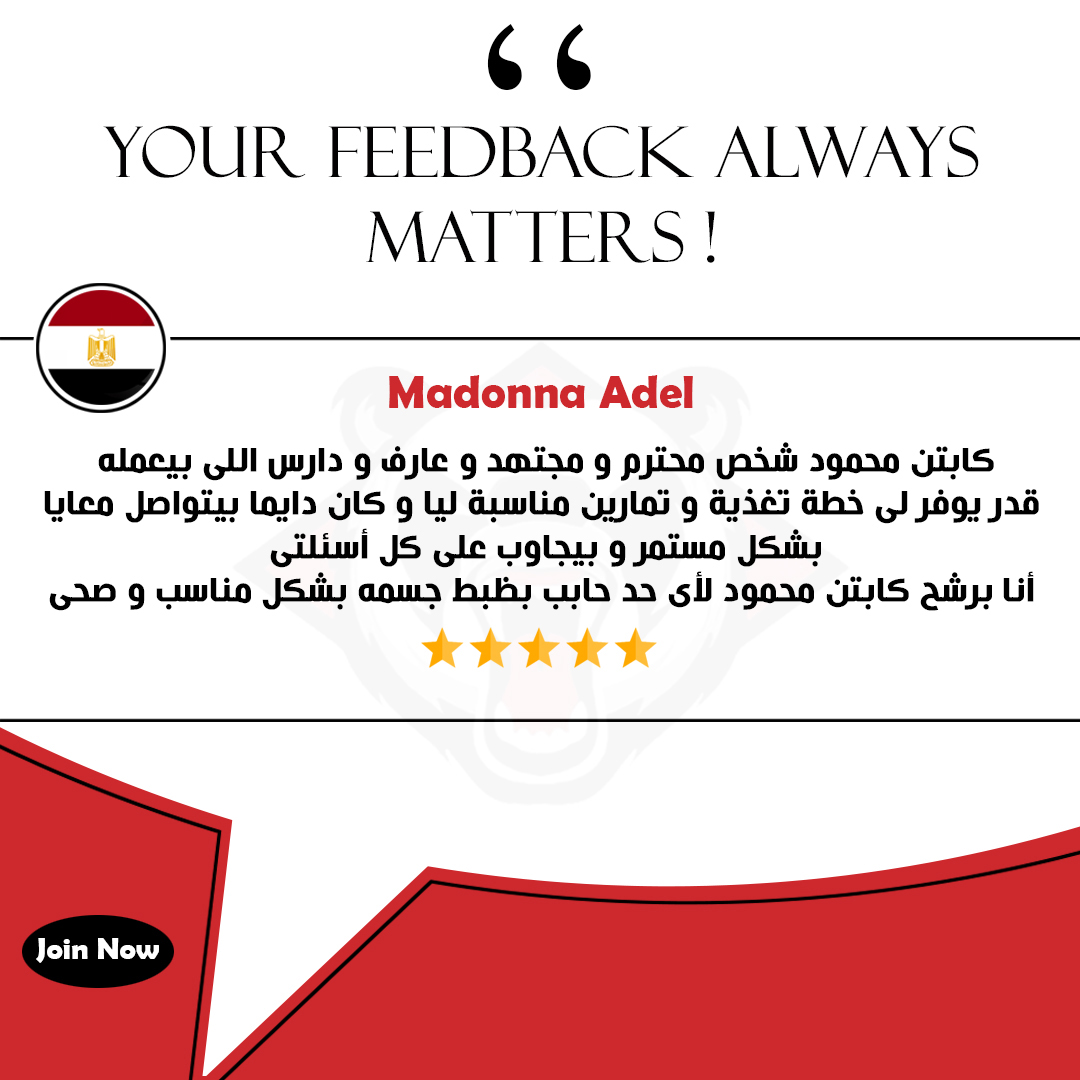 YOUR FEEDBACK ALWAYS
MATTERS !
Madonna Adel
كابتن محمود شخص محترم و مجتهد و عارف و دارس اللى بيعمله
قدر يوفر لى خطة تغذية و تمارين مناسبة ليا و كان دايما بيتواصل معايا
بشكل مستمر و بيجاوب على كل أسئلتى
أنا برشح كابتن محمود لأى حد حابب بظبط جسمه بشكل مناسب و صحى
Join Now